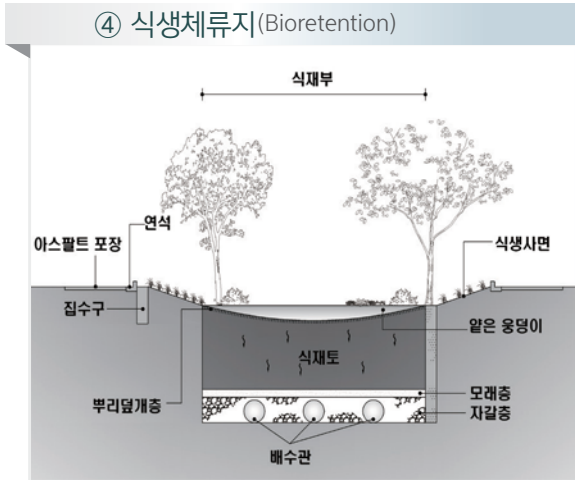 ④ 식생체류지(Bioretention)
식재부
연석
아스팔트 포장
식생사면
집수구
얕은 웅덩이
식재토
뿌리덮개층
모래층
자갈층
배수관